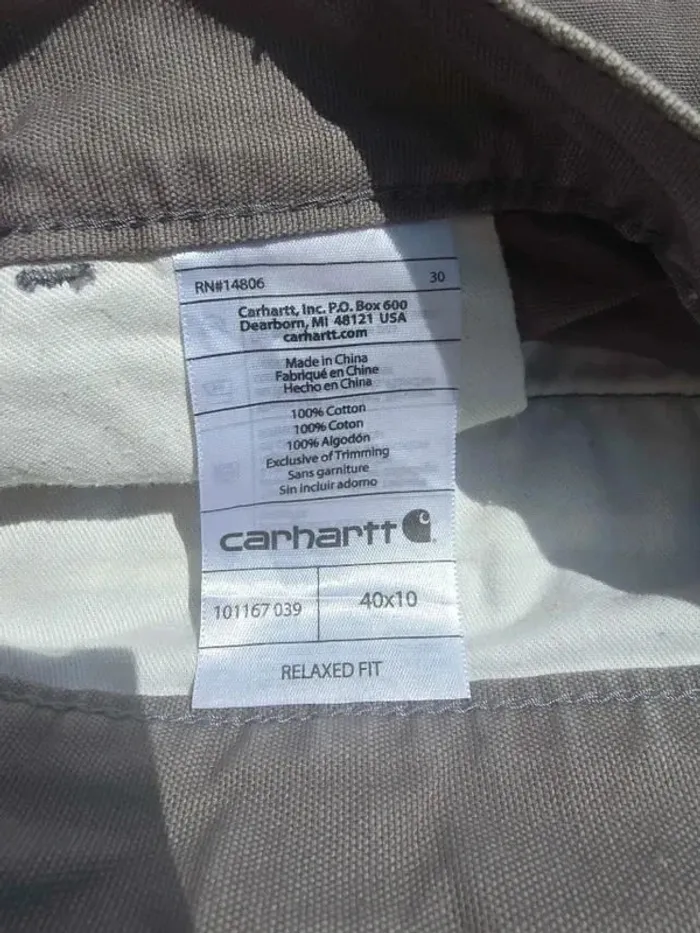 RN#14806 30
Carhartt, Inc. P.O. Box 600
Dearborn, MI 48121 USA
carhartt.com
Made in China
Fabriqué en Chine
Hecho en China
100% Cotton
100% Coton
100% Algodón
Exclusive of Trimming
Sans garniture
Sin incluir adorno
carhartt
101167 039 40x10
RELAXED FIT